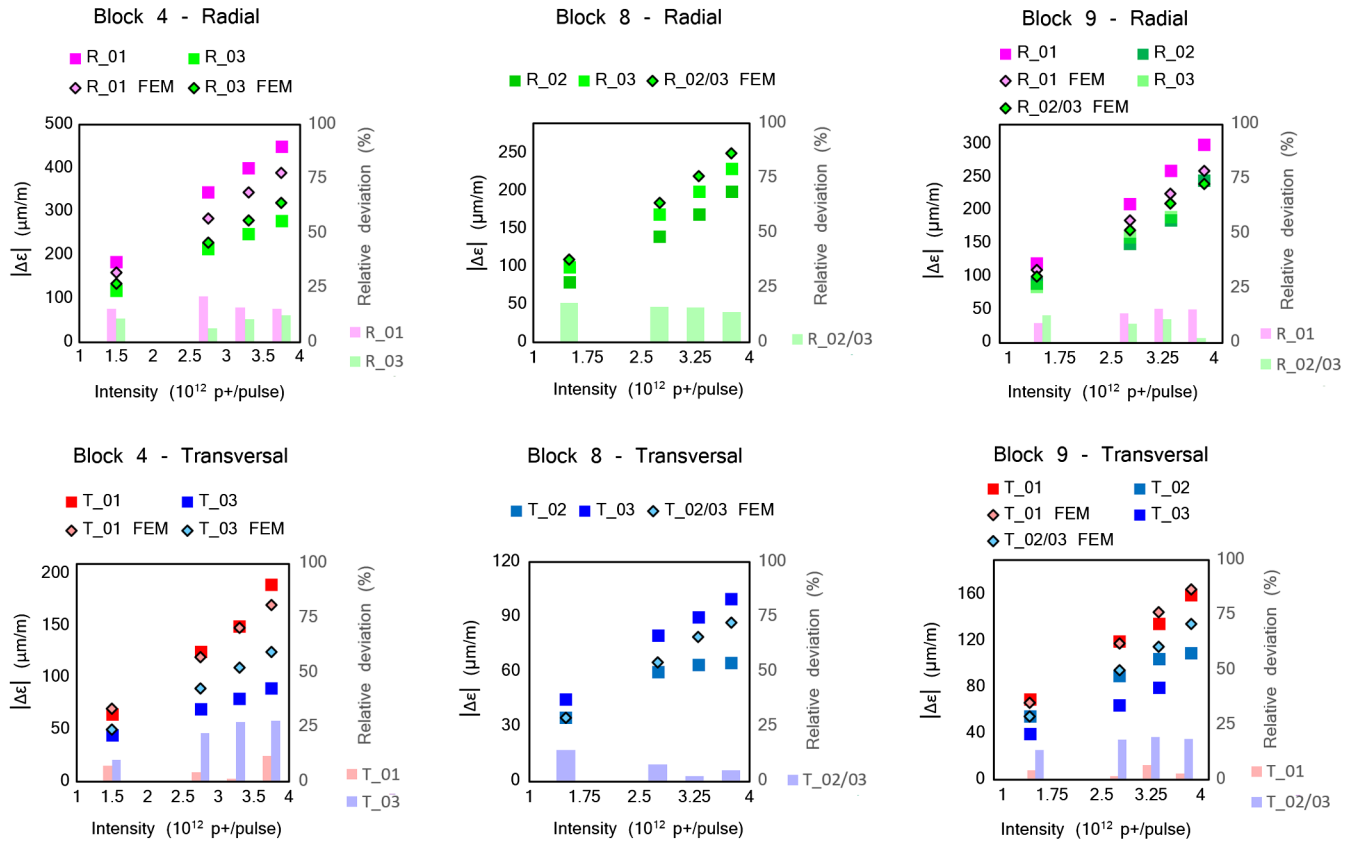 Block 4 - Radial
R_01 R_03
R_01 FEM R_03 FEM
500
400
300
200
100
0
|Δε| (μm/m)
100
75
50
25
0
Relative deviation (%)
R_01
R_03
1 1.5 2 2.5 3 3.5 4
Intensity (10¹² p+/pulse)
Block 8 - Radial
R_02 R_03 R_02/03 FEM
250
200
150
100
50
0
|Δε| (μm/m)
100
75
50
25
0
Relative deviation (%)
R_02/03
1 1.75 2.5 3.25 4
Intensity (10¹² p+/pulse)
Block 9 - Radial
R_01 R_02
R_01 FEM R_03
R_02/03 FEM
300
250
200
150
100
50
0
|Δε| (μm/m)
100
75
50
25
0
Relative deviation (%)
R_01
R_02/03
1 1.75 2.5 3.25 4
Intensity (10¹² p+/pulse)
Block 4 - Transversal
T_01 T_03
T_01 FEM T_03 FEM
200
150
100
50
0
|Δε| (μm/m)
100
75
50
25
0
Relative deviation (%)
T_01
T_03
1 1.5 2 2.5 3 3.5 4
Intensity (10¹² p+/pulse)
Block 8 - Transversal
T_02 T_03 T_02/03 FEM
120
90
60
30
0
|Δε| (μm/m)
100
75
50
25
0
Relative deviation (%)
T_02/03
1 1.75 2.5 3.25 4
Intensity (10¹² p+/pulse)
Block 9 - Transversal
T_01 T_02
T_01 FEM T_03
T_02/03 FEM
160
120
80
40
0
|Δε| (μm/m)
100
75
50
25
0
Relative deviation (%)
T_01
T_02/03
1 1.75 2.5 3.25 4
Intensity (10¹² p+/pulse)